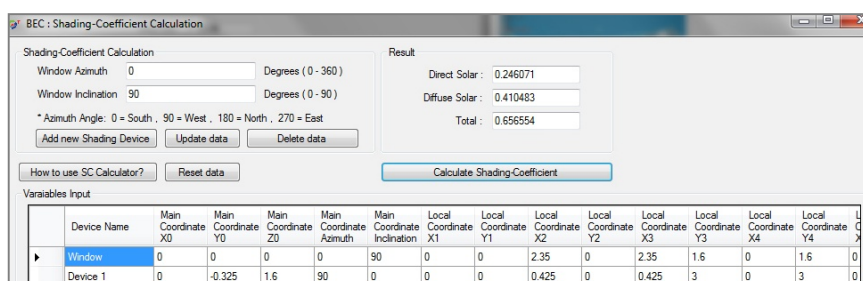 BEC : Shading-Coefficient Calculation
Shading-Coefficient Calculation
Window Azimuth 0 Degrees ( 0 - 360 )
Window Inclination 90 Degrees ( 0 - 90 )
* Azimuth Angle: 0 = South , 90 = West , 180 = North , 270 = East
Add new Shading Device Update data Delete data
Result
Direct Solar : 0.246071
Diffuse Solar : 0.410483
Total : 0.656554
How to use SC Calculator? Reset data Calculate Shading-Coefficient
Varaiables Input
Device Name Main Coordinate X0 Main Coordinate Y0 Main Coordinate Z0 Main Coordinate Azimuth Main Coordinate Inclination Local Coordinate X1 Local Coordinate Y1 Local Coordinate X2 Local Coordinate Y2 Local Coordinate X3 Local Coordinate Y3 Local Coordinate X4 Local Coordinate Y4
Window 0 0 0 0 90 0 0 2.35 0 2.35 1.6 0 1.6 0
Device 1 0 -0.325 1.6 90 0 0 0 0.425 0 0.425 3 0 3 0